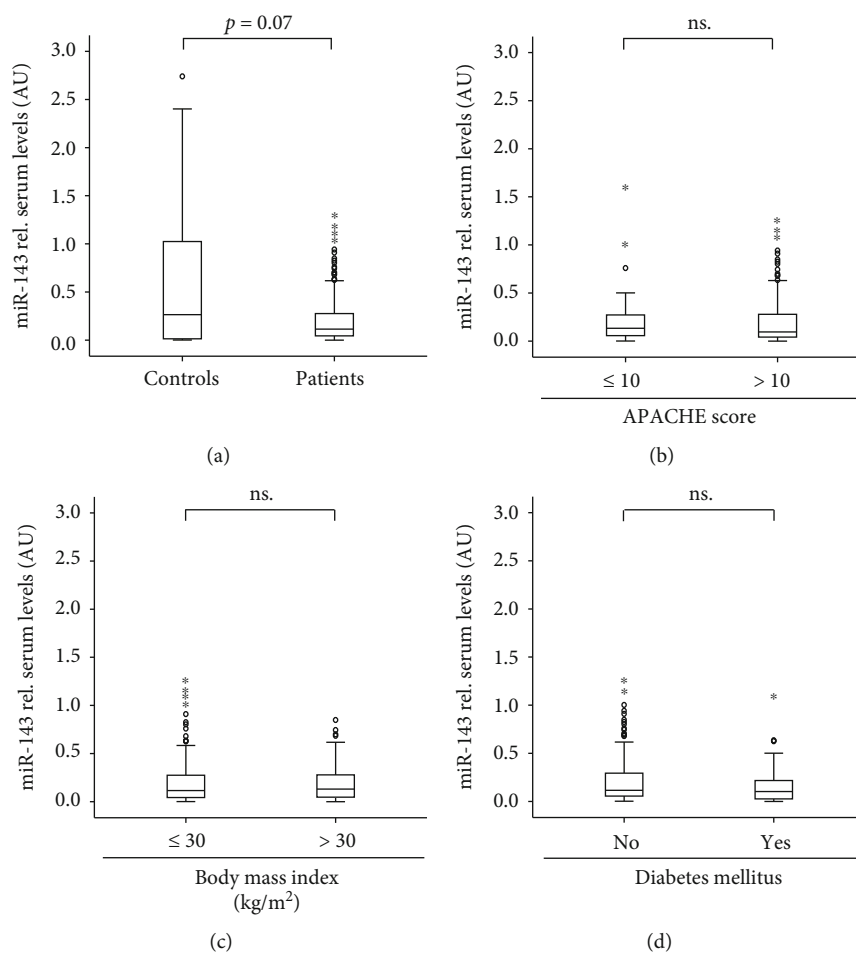 p = 0.07
miR-143 rel. serum levels (AU)
3.0
2.5
2.0
1.5
1.0
0.5
0.0
Controls Patients
(a)
ns.
miR-143 rel. serum levels (AU)
3.0
2.5
2.0
1.5
1.0
0.5
0.0
≤ 10 > 10
APACHE score
(b)
ns.
miR-143 rel. serum levels (AU)
3.0
2.5
2.0
1.5
1.0
0.5
0.0
≤ 30 > 30
Body mass index
(kg/m²)
(c)
ns.
miR-143 rel. serum levels (AU)
3.0
2.5
2.0
1.5
1.0
0.5
0.0
No Yes
Diabetes mellitus
(d)